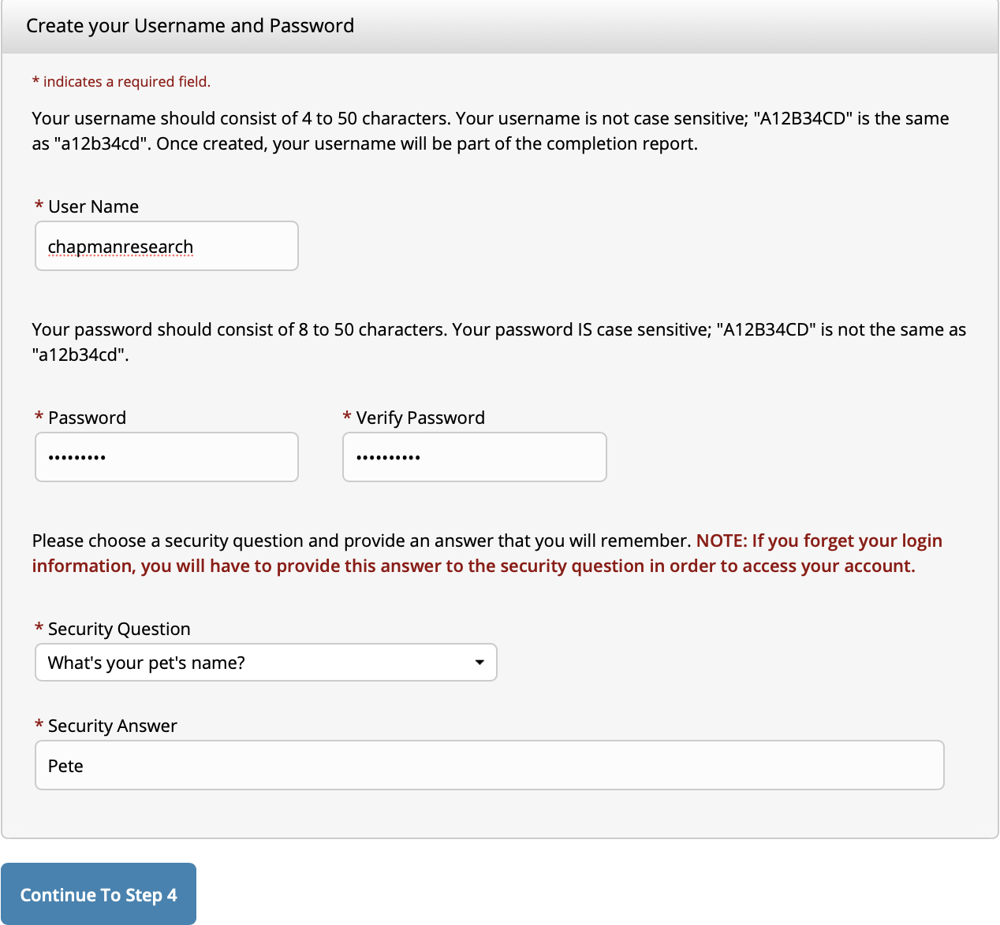 Create your Username and Password
* indicates a required field.
Your username should consist of 4 to 50 characters. Your username is not case sensitive; "A12B34CD" is the same
as "a12b34cd". Once created, your username will be part of the completion report.
* User Name
chapmanresearch
Your password should consist of 8 to 50 characters. Your password IS case sensitive; "A12B34CD" is not the same as
"a12b34cd".
* Password
* Verify Password
•••••••••
••••••••••
Please choose a security question and provide an answer that you will remember. NOTE: If you forget your login
information, you will have to provide this answer to the security question in order to access your account.
* Security Question
What's your pet's name?
* Security Answer
Pete
Continue To Step 4